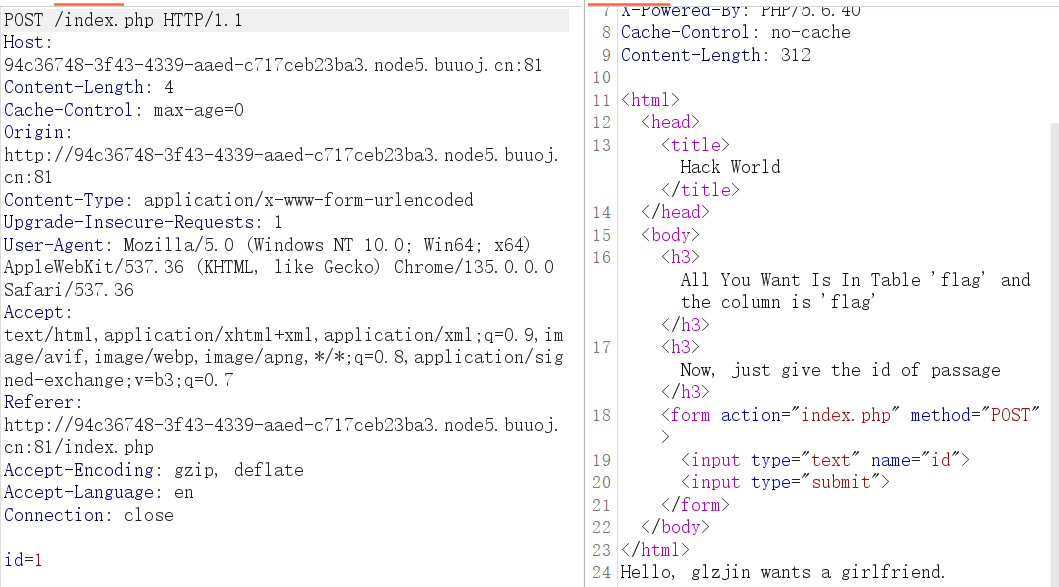 POST /index.php HTTP/1.1
Host:
94c36748-3f43-4339-aaed-c717ceb23ba3.node5.buuoj.cn:81
Content-Length: 4
Cache-Control: max-age=0
Origin:
http://94c36748-3f43-4339-aaed-c717ceb23ba3.node5.buuoj.
cn:81
Content-Type: application/x-www-form-urlencoded
Upgrade-Insecure-Requests: 1
User-Agent: Mozilla/5.0 (Windows NT 10.0; Win64; x64)
AppleWebKit/537.36 (KHTML, like Gecko) Chrome/135.0.0.0
Safari/537.36
Accept:
text/html,application/xhtml+xml,application/xml;q=0.9,im
age/avif,image/webp,image/apng,*/*;q=0.8,application/sig
ned-exchange;v=b3;q=0.7
Referer:
http://94c36748-3f43-4339-aaed-c717ceb23ba3.node5.buuoj.
cn:81/index.php
Accept-Encoding: gzip, deflate
Accept-Language: en
Connection: close
id=1
7 X-Powered-By: PHP/5.6.40
8 Cache-Control: no-cache
9 Content-Length: 312
10
11 <html>
12 <head>
13 <title>
Hack World
</title>
14 </head>
15 <body>
16 <h3>
All You Want Is In Table 'flag' and
the column is 'flag'
</h3>
17 <h3>
Now, just give the id of passage
</h3>
18 <form action="index.php" method="POST"
>
19 <input type="text" name="id">
20 <input type="submit">
21 </form>
22 </body>
23 </html>
24 Hello, glzjin wants a girlfriend.